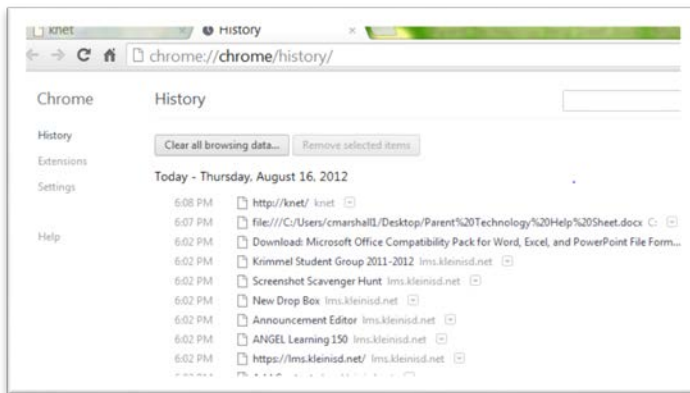 knet
History
chrome://chrome/history/
Chrome
History
History
Extensions
Settings
Help
Clear all browsing data...
Remove selected items
Today - Thursday, August 16, 2012
6:08 PM http://knet/ knet
6:07 PM file:///C:/Users/cmarshall1/Desktop/Parent%20Technology%20Help%20Sheet.docx C:
6:02 PM Download: Microsoft Office Compatibility Pack for Word, Excel, and PowerPoint File Form...
6:02 PM Krimmel Student Group 2011-2012 lms.kleinisd.net
6:02 PM Screenshot Scavenger Hunt lms.kleinisd.net
6:02 PM New Drop Box lms.kleinisd.net
6:02 PM Announcement Editor lms.kleinisd.net
6:02 PM ANGEL Learning 150 lms.kleinisd.net
6:02 PM https://lms.kleinisd.net/ lms.kleinisd.net